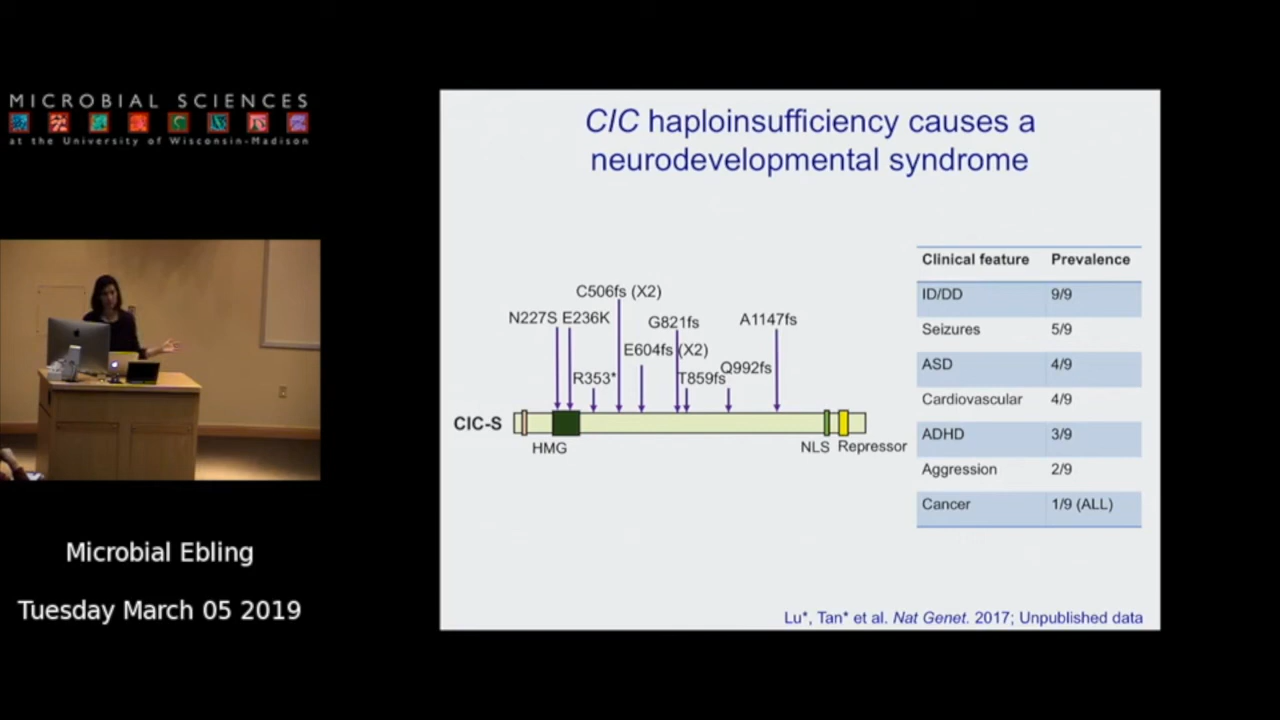 MICROBIAL SCIENCES
at the University of Wisconsin-Madison
Microbial Ebling
Tuesday March 05 2019
CIC haploinsufficiency causes a
neurodevelopmental syndrome
C506fs (X2)
N227S E236K
G821fs
A1147fs
E604fs (X2)
R353*
T859fs
Q992fs
CIC-S
HMG
NLS
Repressor
Clinical feature Prevalence
ID/DD 9/9
Seizures 5/9
ASD 4/9
Cardiovascular 4/9
ADHD 3/9
Aggression 2/9
Cancer 1/9 (ALL)
Lu*, Tan* et al. Nat Genet. 2017; Unpublished data